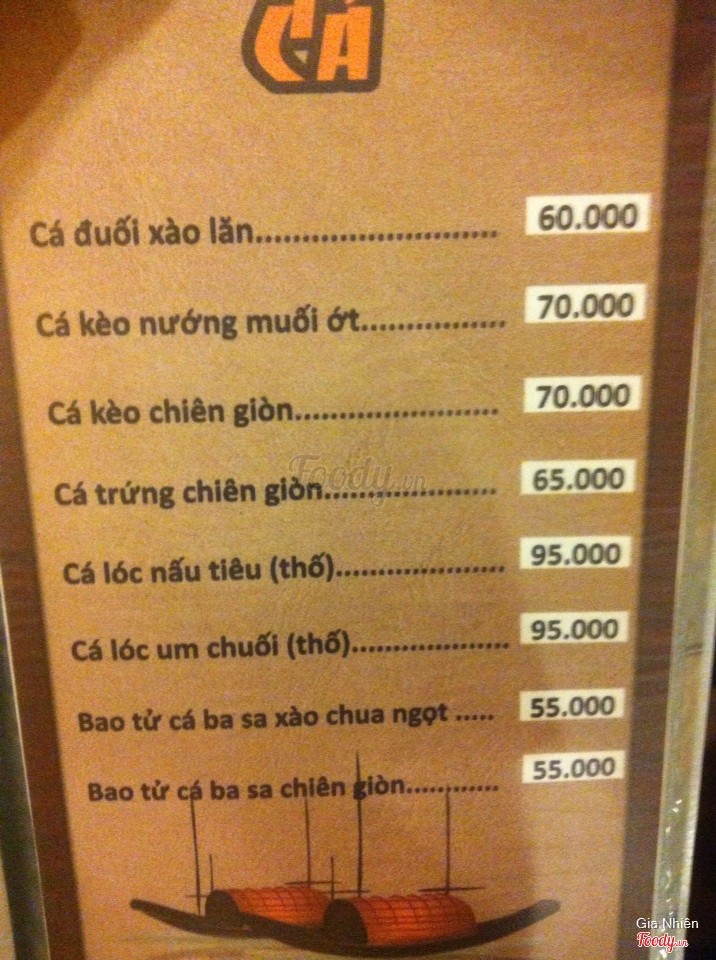 CÁ
Cá đuối xào lăn........................... 60.000
Cá kèo nướng muối ớt................ 70.000
Cá kèo chiên giòn...................... 70.000
Cá trứng chiên giòn................... 65.000
Cá lóc nấu tiêu (thố).................. 95.000
Cá lóc um chuối (thố)................. 95.000
Bao tử cá ba sa xào chua ngọt ..... 55.000
Bao tử cá ba sa chiên giòn............ 55.000
Foody.vn
Gia Nhiên
Foody.vn